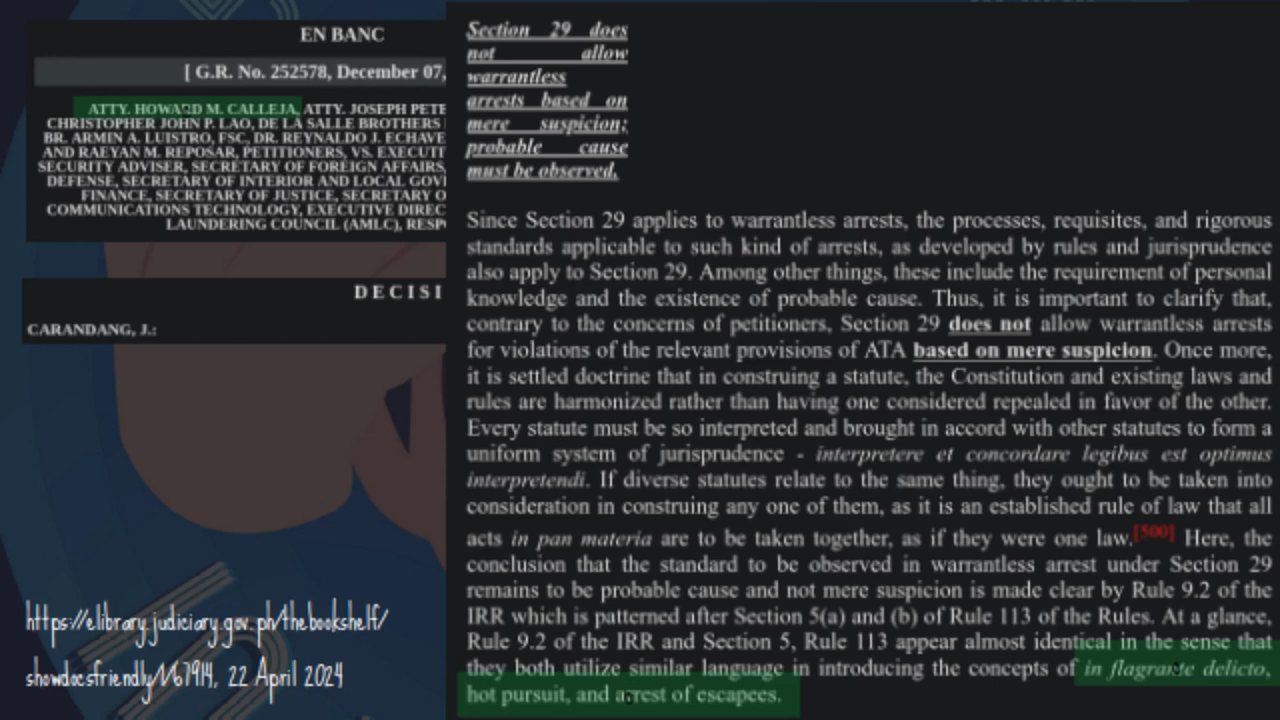 EN BANC
[ G.R. No. 252578, December 07,
ATTY. HOWARD M. CALLEJA, ATTY. JOSEPH PETE
CHRISTOPHER JOHN P. LAO, DE LA SALLE BROTHERS
BR. ARMIN A. LUISTRO, FSC, DR. REYNALDO J. ECHAVE
AND RAEYAN M. REPOSAR, PETITIONERS, VS. EXECUTI
SECURITY ADVISER, SECRETARY OF FOREIGN AFFAIRS,
DEFENSE, SECRETARY OF INTERIOR AND LOCAL GOV
FINANCE, SECRETARY OF JUSTICE, SECRETARY O
COMMUNICATIONS TECHNOLOGY, EXECUTIVE DIREC
LAUNDERING COUNCIL (AMLC), RESP
D E C I S I
CARANDANG, J.:
https://elibrary.judiciary.gov.ph/thebookshelf/
showdocsfriendly/1/67914, 22 April 2024
Section 29 does
not allow
warrantless
arrests based on
mere suspicion;
probable cause
must be observed.
Since Section 29 applies to warrantless arrests, the processes, requisites, and rigorous
standards applicable to such kind of arrests, as developed by rules and jurisprudence
also apply to Section 29. Among other things, these include the requirement of personal
knowledge and the existence of probable cause. Thus, it is important to clarify that,
contrary to the concerns of petitioners, Section 29 does not allow warrantless arrests
for violations of the relevant provisions of ATA based on mere suspicion. Once more,
it is settled doctrine that in construing a statute, the Constitution and existing laws and
rules are harmonized rather than having one considered repealed in favor of the other.
Every statute must be so interpreted and brought in accord with other statutes to form a
uniform system of jurisprudence - interpretere et concordare legibus est optimus
interpretendi. If diverse statutes relate to the same thing, they ought to be taken into
consideration in construing any one of them, as it is an established rule of law that all
acts in pan materia are to be taken together, as if they were one law.[500] Here, the
conclusion that the standard to be observed in warrantless arrest under Section 29
remains to be probable cause and not mere suspicion is made clear by Rule 9.2 of the
IRR which is patterned after Section 5(a) and (b) of Rule 113 of the Rules. At a glance,
Rule 9.2 of the IRR and Section 5, Rule 113 appear almost identical in the sense that
they both utilize similar language in introducing the concepts of in flagrante delicto,
hot pursuit, and arrest of escapees.